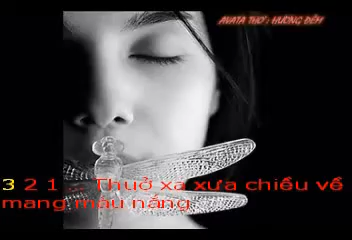 AVATA THƠ : HƯƠNG ĐÊM
3 2 1 ... Thuở xa xưa chiều về
mang màu nắng